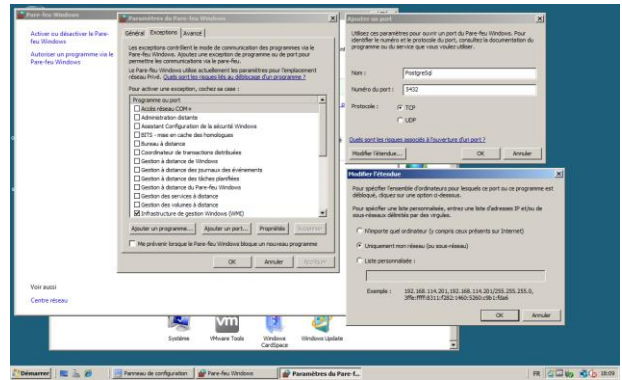 Pare-feu Windows
Activer ou désactiver le Pare-
feu Windows
Autoriser un programme via le
Pare-feu Windows
Voir aussi
Centre réseau
Paramètres du Pare-feu Windows
Général Exceptions Avancé
Les exceptions contrôlent le mode de communication des programmes via le
Pare-feu Windows. Ajoutez une exception de programme ou de port pour
permettre les communications via le pare-feu.
Le Pare-feu Windows utilise actuellement les paramètres pour l'emplacement
réseau Privé. Quels sont les risques liés au déblocage d'un programme ?
Pour activer une exception, cochez sa case :
Programme ou port
Accès réseau COM+
Administration distante
Assistant Configuration de la sécurité Windows
BITS - mise en cache des homologues
Bureau à distance
Coordinateur de transactions distribuées
Gestion à distance de Windows
Gestion à distance des journaux des événements
Gestion à distance des tâches planifiées
Gestion à distance du Pare-feu Windows
Gestion des services à distance
Gestion des volumes à distance
Infrastructure de gestion Windows (WMI)
Ajouter un programme... Ajouter un port... Propriétés Supprimer
Me prévenir lorsque le Pare-feu Windows bloque un nouveau programme
OK Annuler Appliquer
Ajouter un port
Utilisez ces paramètres pour ouvrir un port du Pare-feu Windows. Pour
identifier le numéro et le protocole du port, consultez la documentation du
programme ou du service que vous voulez utiliser.
Nom : PostgreSql
Numéro du port : 5432
Protocole : TCP
UDP
Quels sont les risques associés à l'ouverture d'un port ?
Modifier l'étendue... OK Annuler
Modifier l'étendue
Pour spécifier l'ensemble d'ordinateurs pour lesquels ce port ou ce programme est
débloqué, cliquez sur une option ci-dessous.
Pour spécifier une liste personnalisée, entrez une liste d'adresses IP et/ou de
sous-réseaux délimités par des virgules.
N'importe quel ordinateur (y compris ceux présents sur Internet)
Uniquement mon réseau (ou sous-réseau)
Liste personnalisée :
Exemple : 192.168.114.201,192.168.114.201/255.255.255.0,
3ffe:ffff:8311:f282:1460:5260:c9b1:fda6
OK Annuler
Système VMware Tools Windows CardSpace Windows Update
Démarrer Panneau de configuration Pare-feu Windows Paramètres du Pare-f... FR 18:09